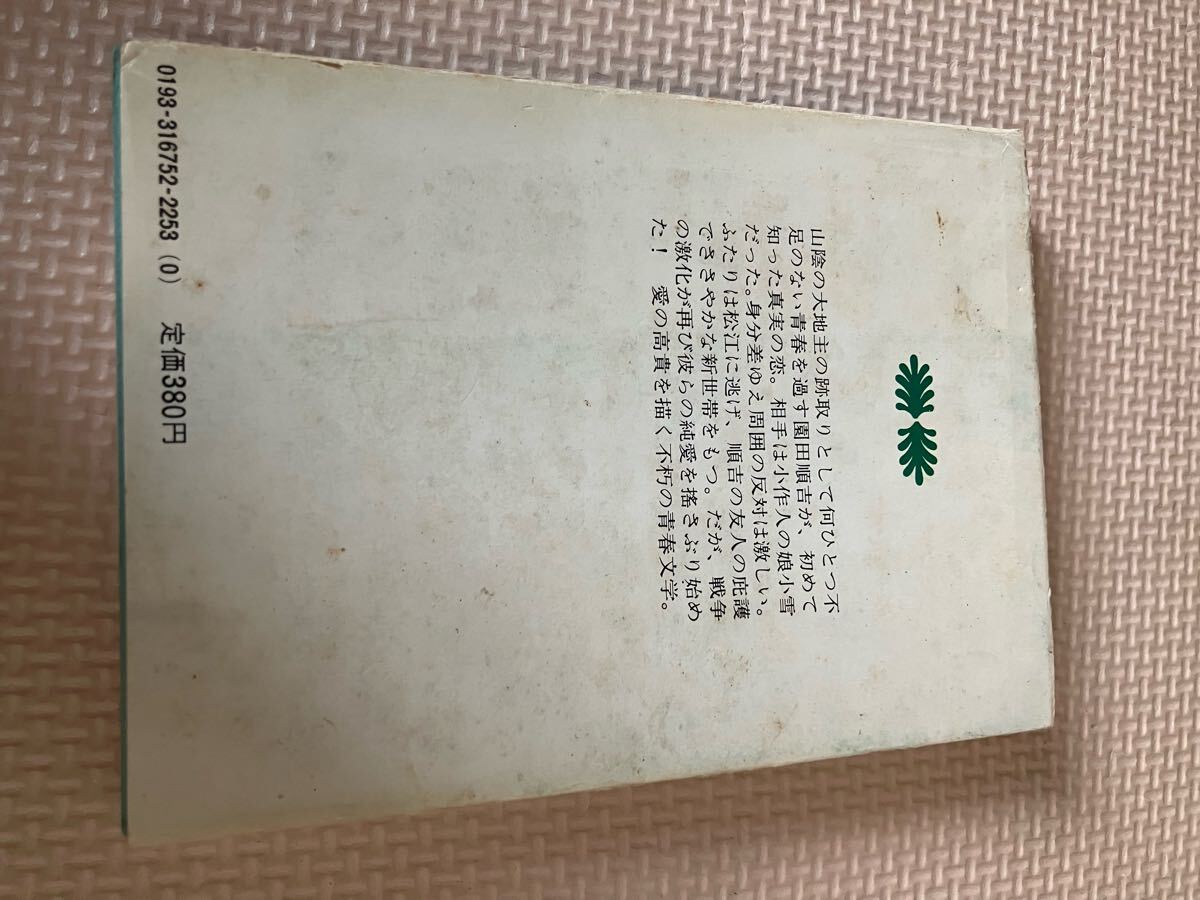 山陰の大地主の跡取りとして何ひとつ不
足のない青春を過す園田順吉が、初めて
知った真実の恋。相手は小作人の娘小雪
だった。身分差ゆえ周囲の反対は激しい。
ふたりは松江に逃げ、順吉の友人の庇護
でささやかな新世帯をもつ。だが、戦争
の激化が再び彼らの純愛を搖さぶり始め
た！ 愛の高貴を描く不朽の青春文学。
0193-316752-2253(0) 定価380円